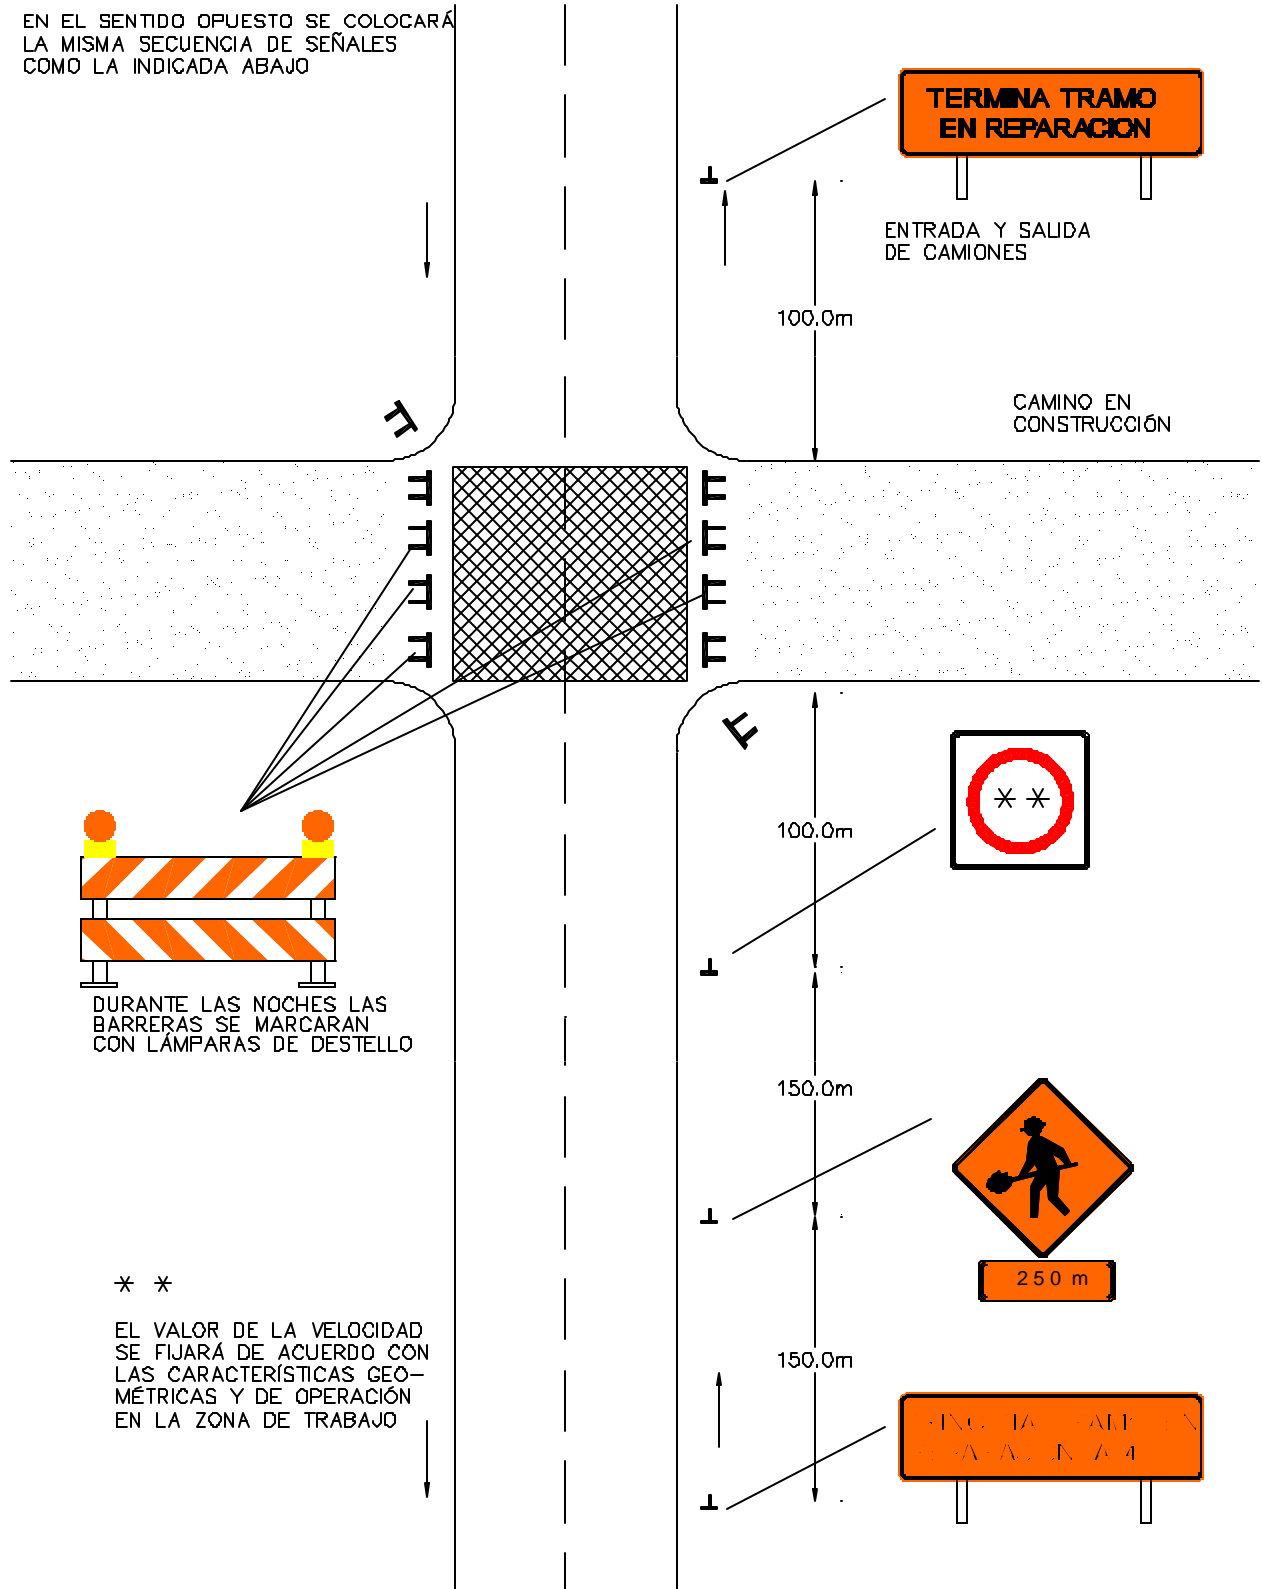 EN EL SENTIDO OPUESTO SE COLOCARÁ
LA MISMA SECUENCIA DE SEÑALES
COMO LA INDICADA ABAJO
TERMINA TRAMO
EN REPARACION
ENTRADA Y SALIDA
DE CAMIONES
100.0m
CAMINO EN
CONSTRUCCIÓN
* *
100.0m
DURANTE LAS NOCHES LAS
BARRERAS SE MARCARAN
CON LÁMPARAS DE DESTELLO
150.0m
250 m
* *
EL VALOR DE LA VELOCIDAD
SE FIJARÁ DE ACUERDO CON
LAS CARACTERÍSTICAS GEO-
MÉTRICAS Y DE OPERACIÓN
EN LA ZONA DE TRABAJO
150.0m